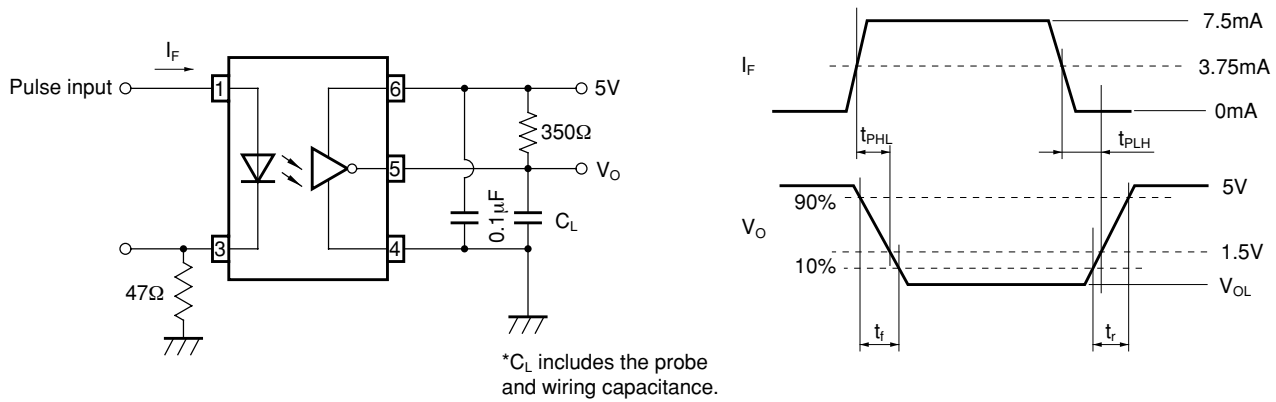 I_F
Pulse input
1
6
5V
350Ω
5
V_O
0.1μF
C_L
3
4
47Ω
*C_L includes the probe
and wiring capacitance.
7.5mA
I_F
3.75mA
0mA
t_PHL
t_PLH
5V
90%
V_O
1.5V
10%
V_OL
t_f
t_r